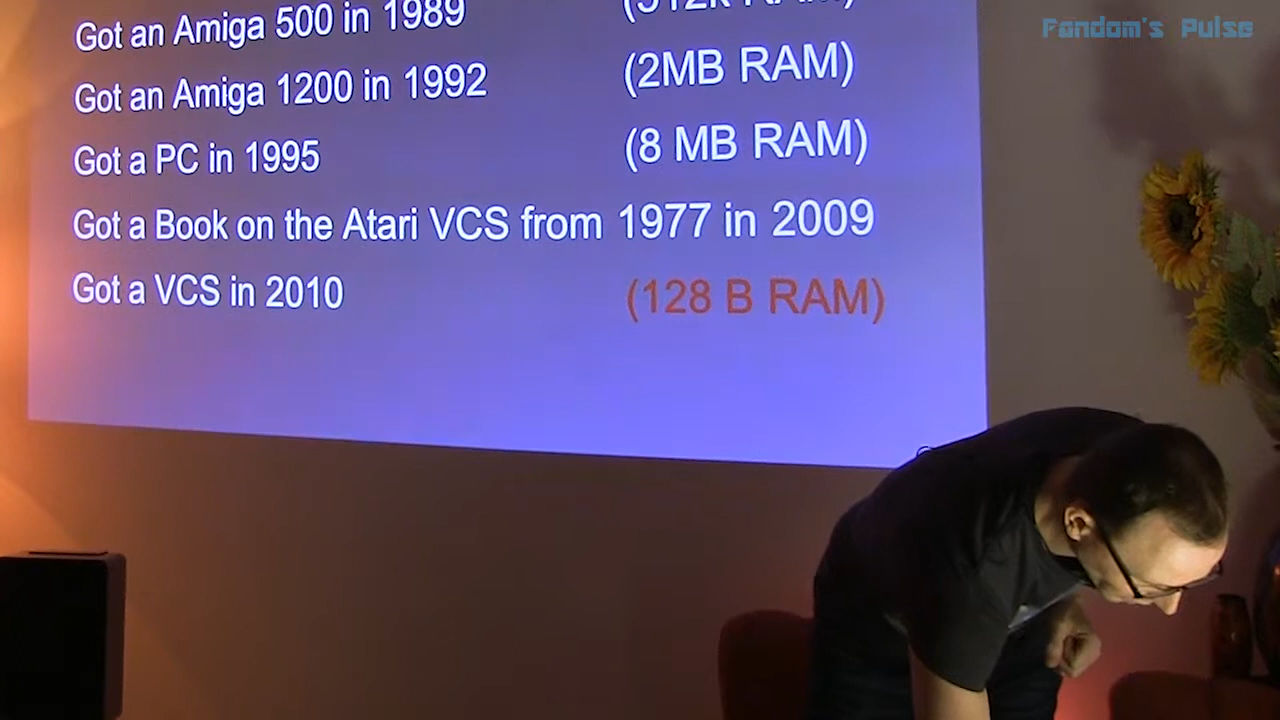 Got an Amiga 500 in 1989 (512k RAM)
Got an Amiga 1200 in 1992 (2MB RAM)
Got a PC in 1995 (8 MB RAM)
Got a Book on the Atari VCS from 1977 in 2009
Got a VCS in 2010 (128 B RAM)
Fandom's Pulse